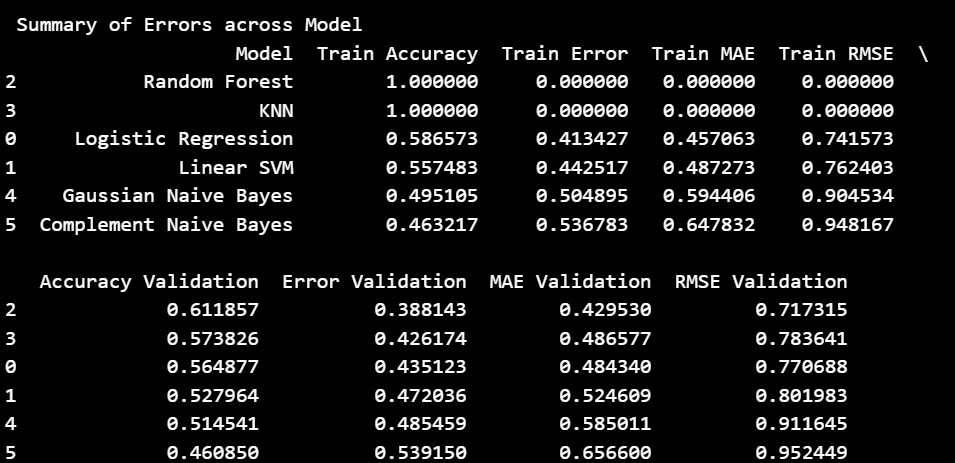 Summary of Errors across Model
Model Train Accuracy Train Error Train MAE Train RMSE \
2 Random Forest 1.000000 0.000000 0.000000 0.000000
3 KNN 1.000000 0.000000 0.000000 0.000000
0 Logistic Regression 0.586573 0.413427 0.457063 0.741573
1 Linear SVM 0.557483 0.442517 0.487273 0.762403
4 Gaussian Naive Bayes 0.495105 0.504895 0.594406 0.904534
5 Complement Naive Bayes 0.463217 0.536783 0.647832 0.948167
Accuracy Validation Error Validation MAE Validation RMSE Validation
2 0.611857 0.388143 0.429530 0.717315
3 0.573826 0.426174 0.486577 0.783641
0 0.564877 0.435123 0.484340 0.770688
1 0.527964 0.472036 0.524609 0.801983
4 0.514541 0.485459 0.585011 0.911645
5 0.460850 0.539150 0.656600 0.952449